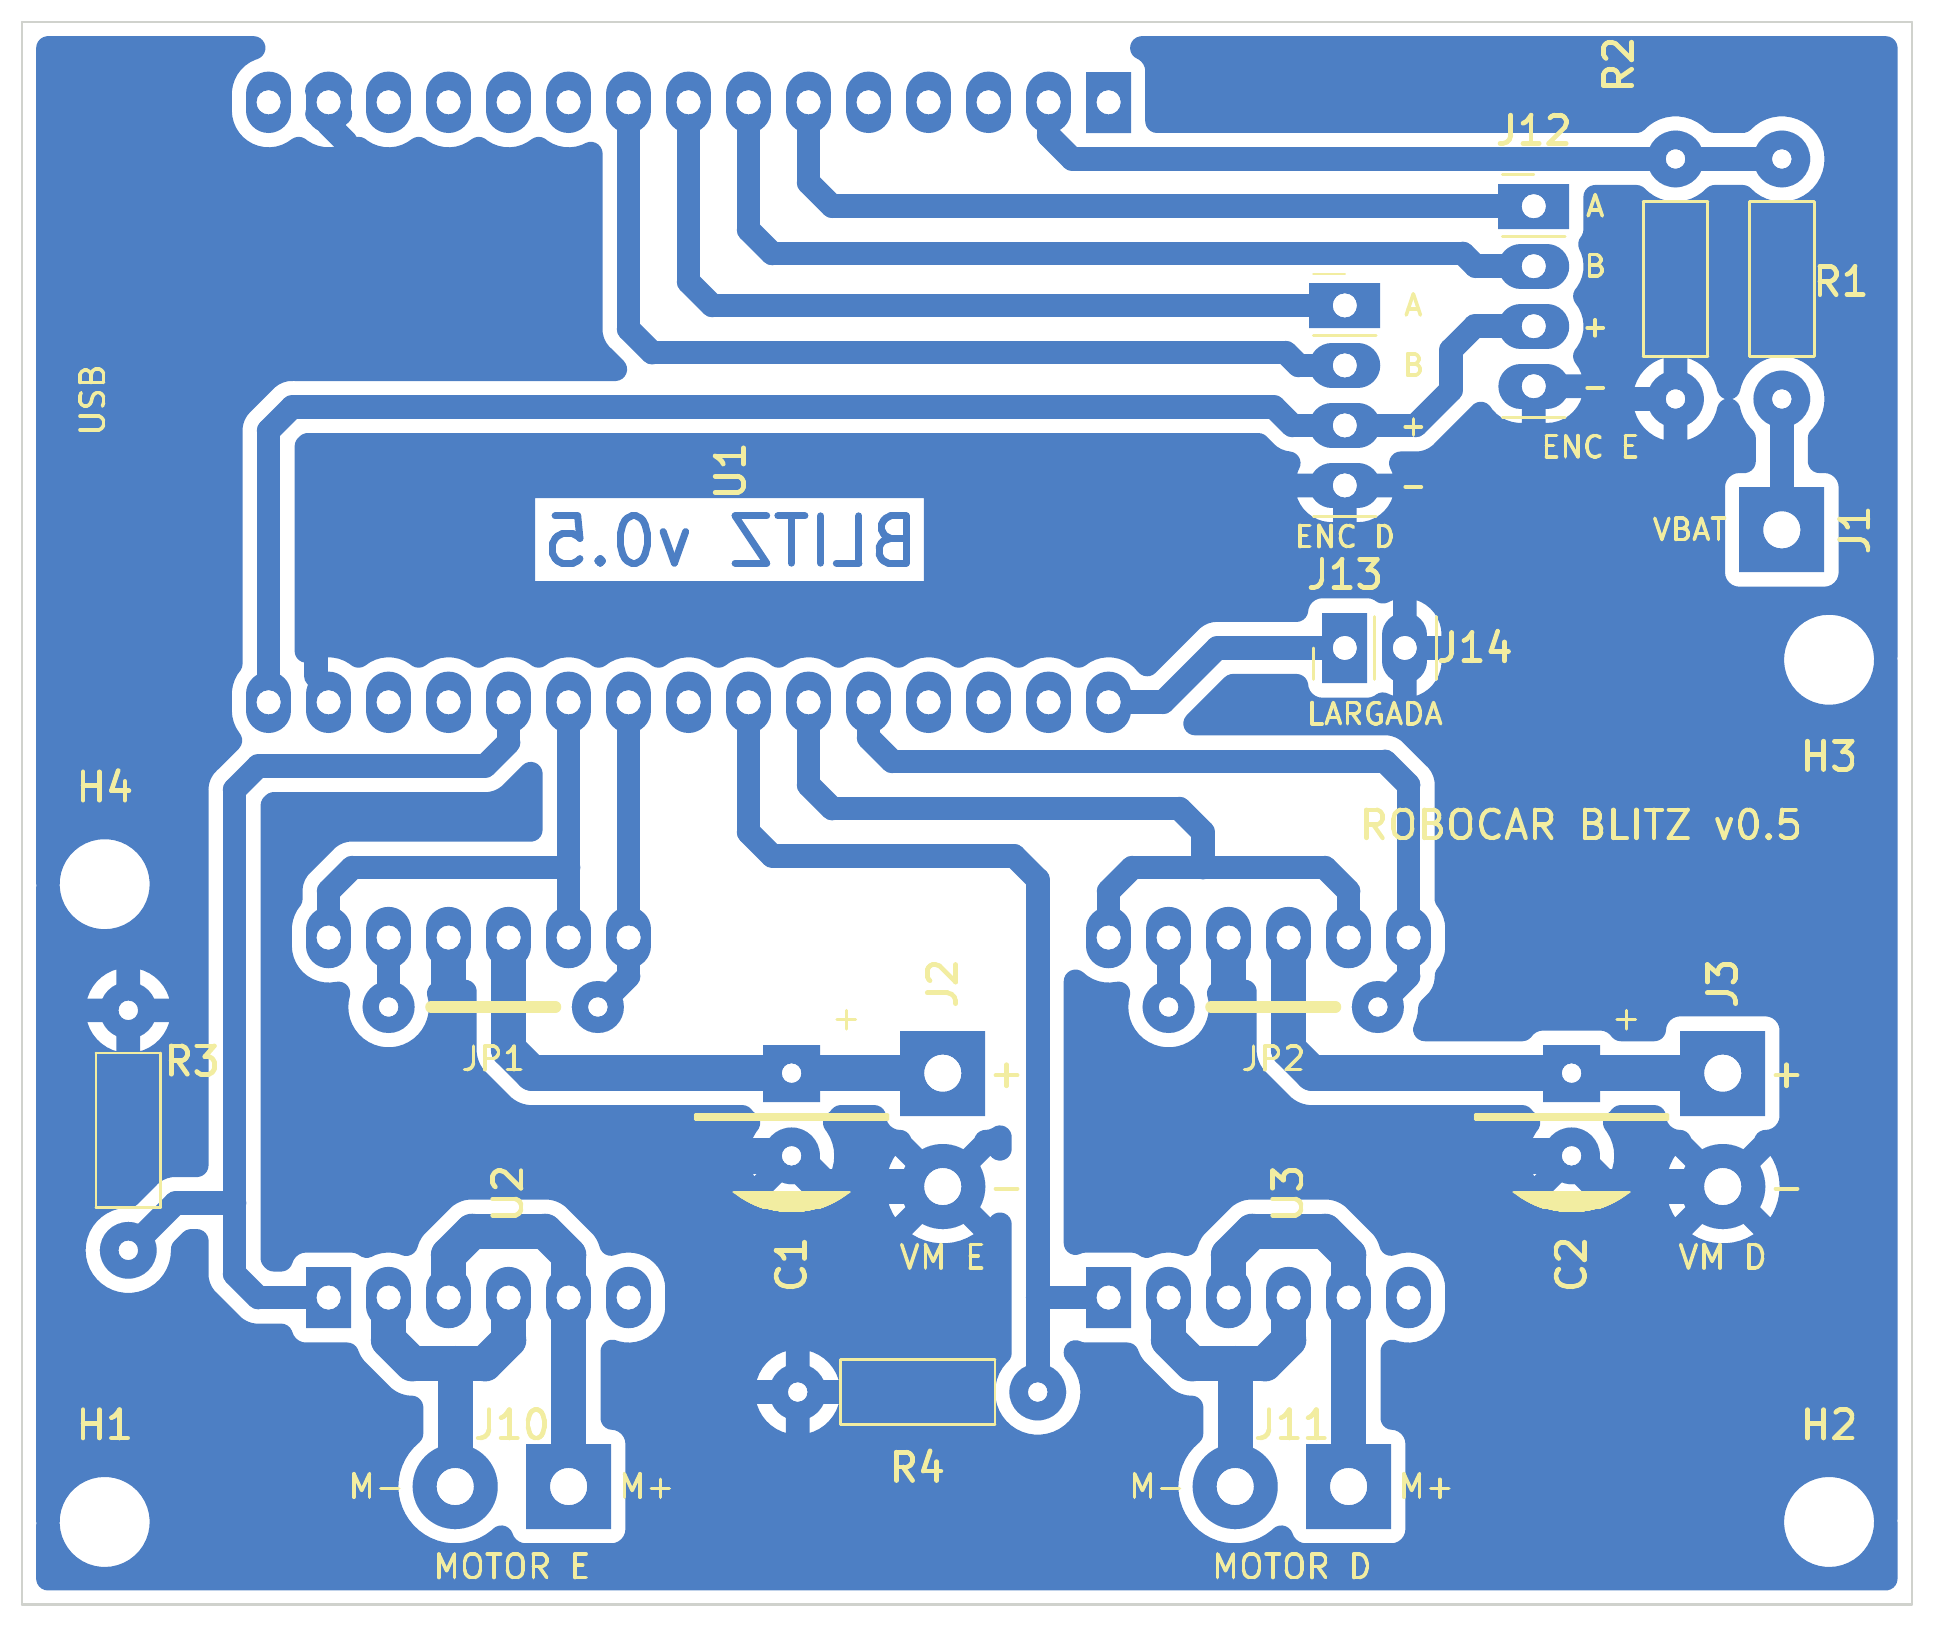 R2
J12
A
B
+
-
R1
A
B
+
-
USB
U1
BLITZ v0.5
ENC E
ENC D
J13
VBAT
J1
J14
LARGADA
H3
H4
ROBOCAR BLITZ v0.5
J2
J3
+
+
JP1
JP2
R3
+
+
U2
U3
-
-
VM E
VM D
C1
C2
H1
J10
J11
H2
R4
M-
M+
M-
M+
MOTOR E
MOTOR D